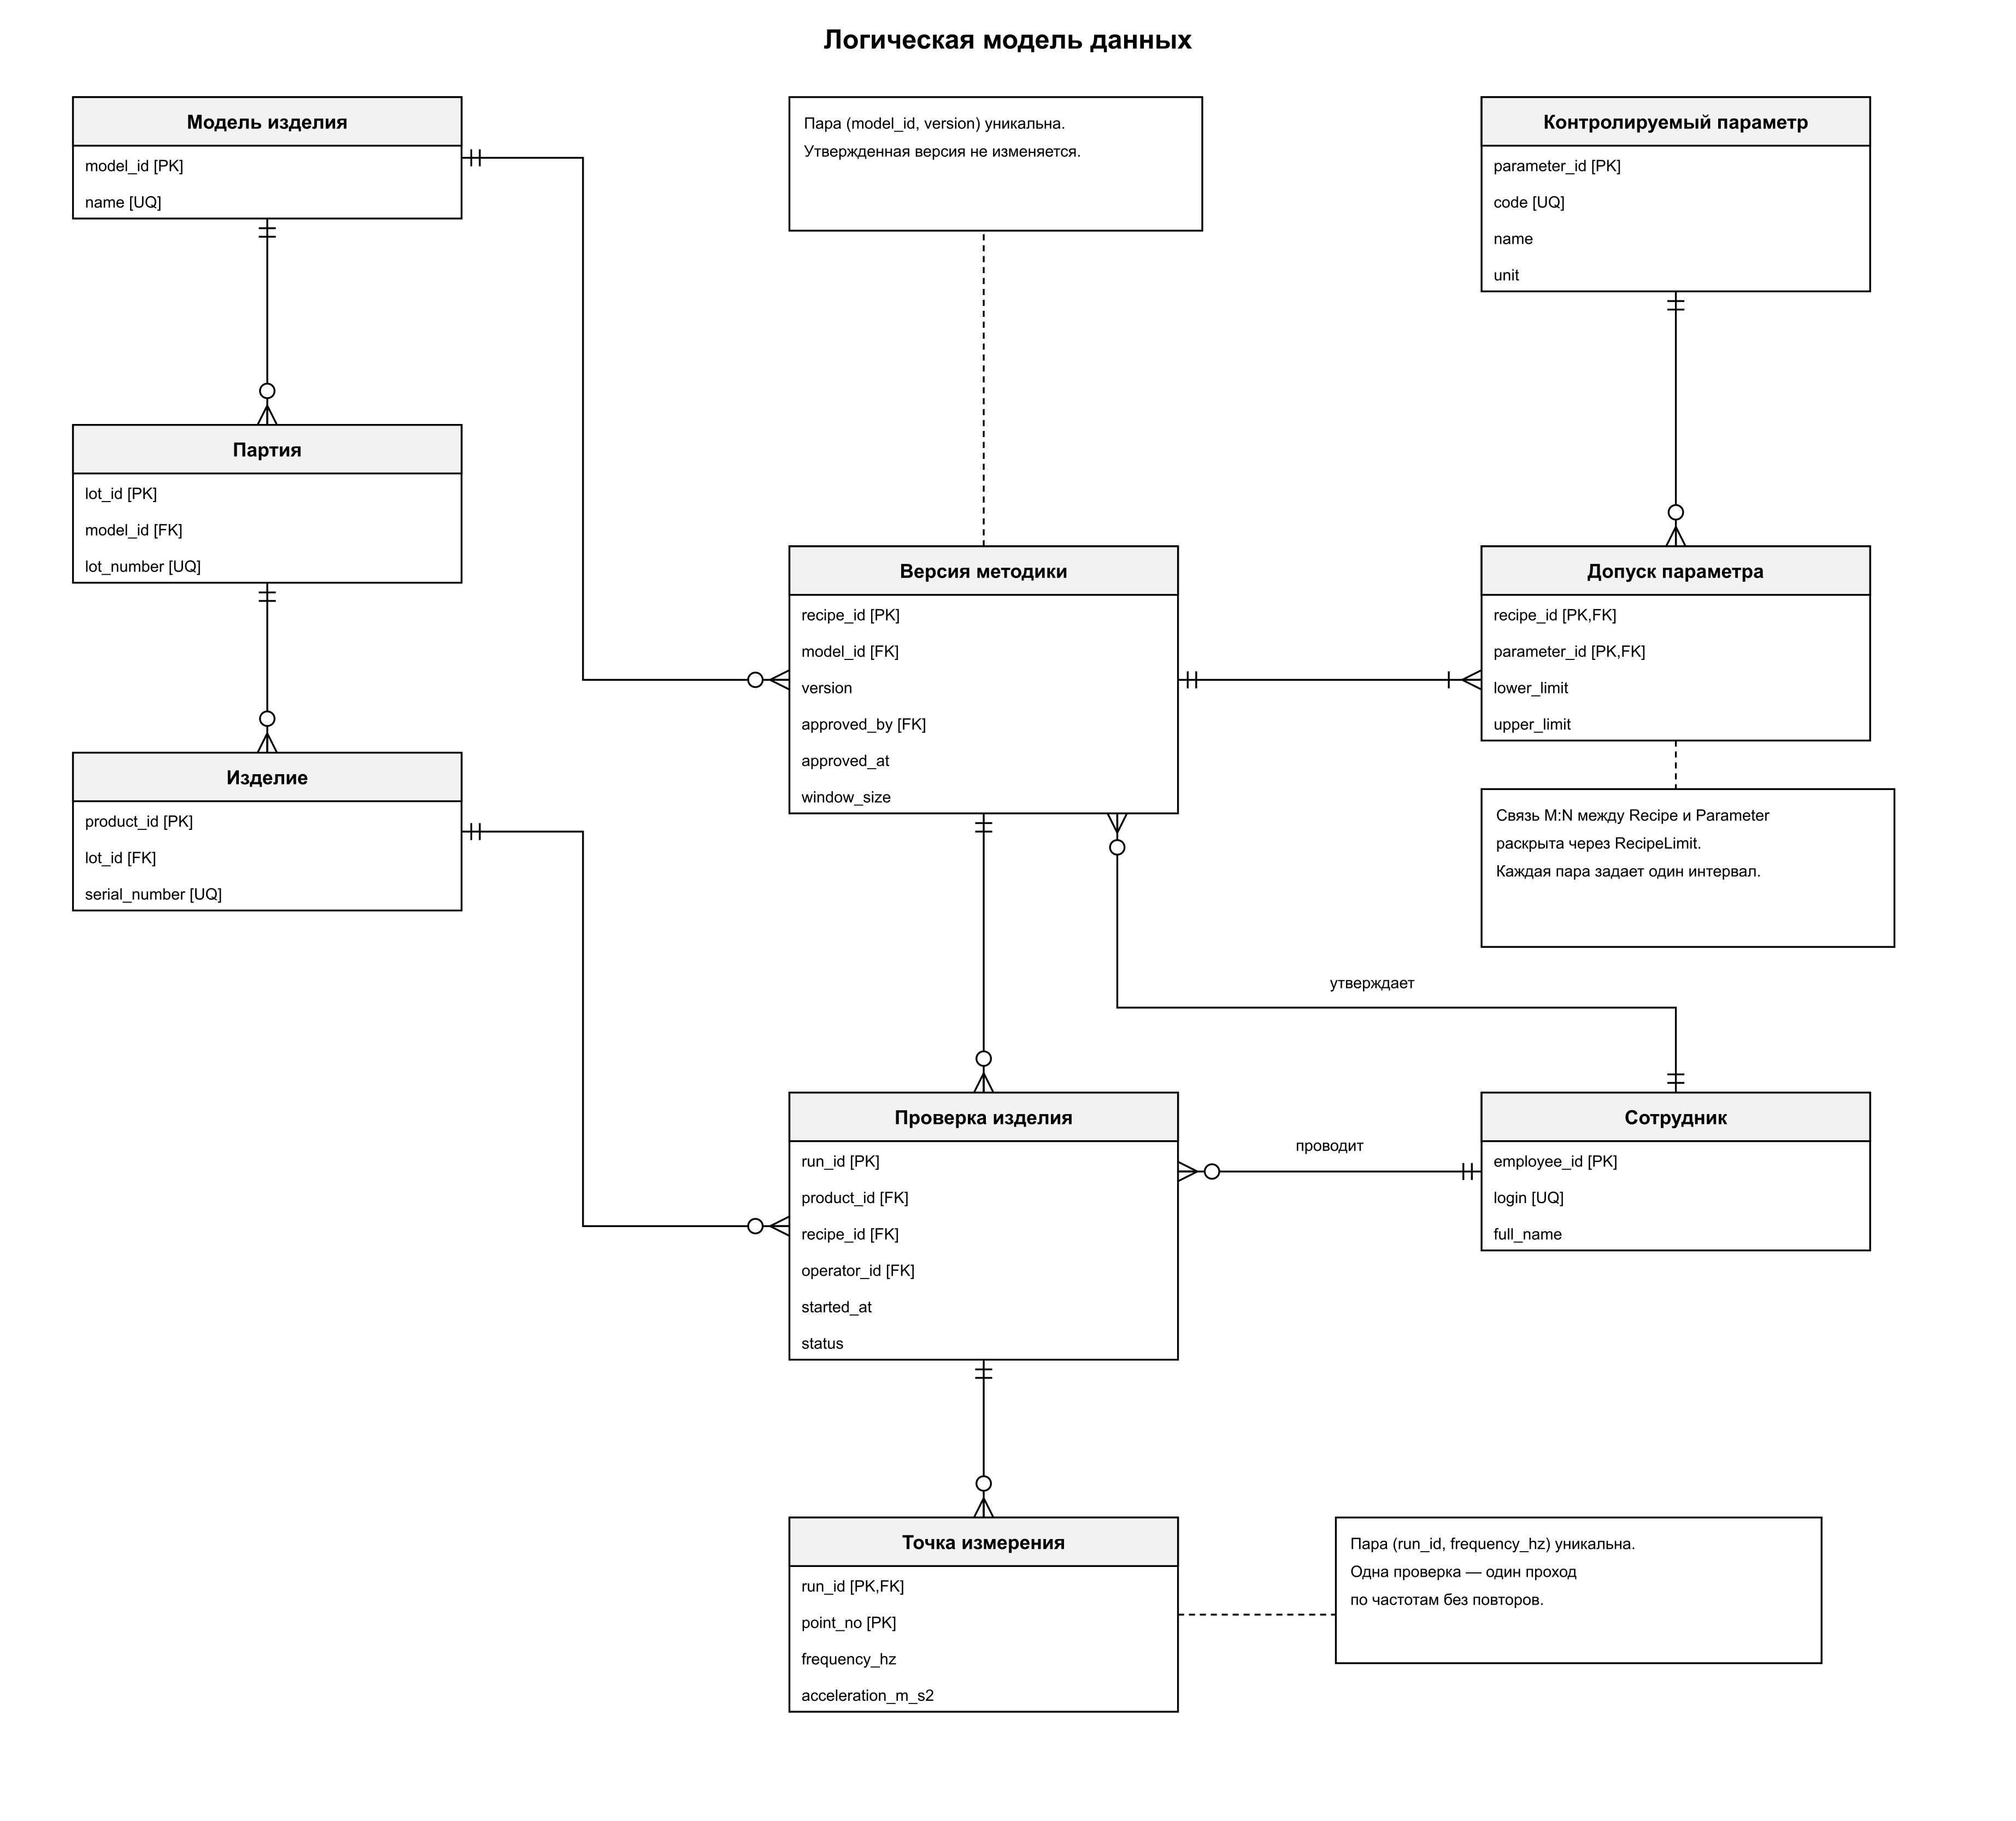 Логическая модель данных
Модель изделия
model_id [PK]
name [UQ]
Пара (model_id, version) уникальна.
Утвержденная версия не изменяется.
Контролируемый параметр
parameter_id [PK]
code [UQ]
name
unit
Партия
lot_id [PK]
model_id [FK]
lot_number [UQ]
Версия методики
recipe_id [PK]
model_id [FK]
version
approved_by [FK]
approved_at
window_size
Допуск параметра
recipe_id [PK,FK]
parameter_id [PK,FK]
lower_limit
upper_limit
Изделие
product_id [PK]
lot_id [FK]
serial_number [UQ]
Связь M:N между Recipe и Parameter
раскрыта через RecipeLimit.
Каждая пара задает один интервал.
утверждает
Проверка изделия
run_id [PK]
product_id [FK]
recipe_id [FK]
operator_id [FK]
started_at
status
проводит
Сотрудник
employee_id [PK]
login [UQ]
full_name
Точка измерения
run_id [PK,FK]
point_no [PK]
frequency_hz
acceleration_m_s2
Пара (run_id, frequency_hz) уникальна.
Одна проверка — один проход
по частотам без повторов.